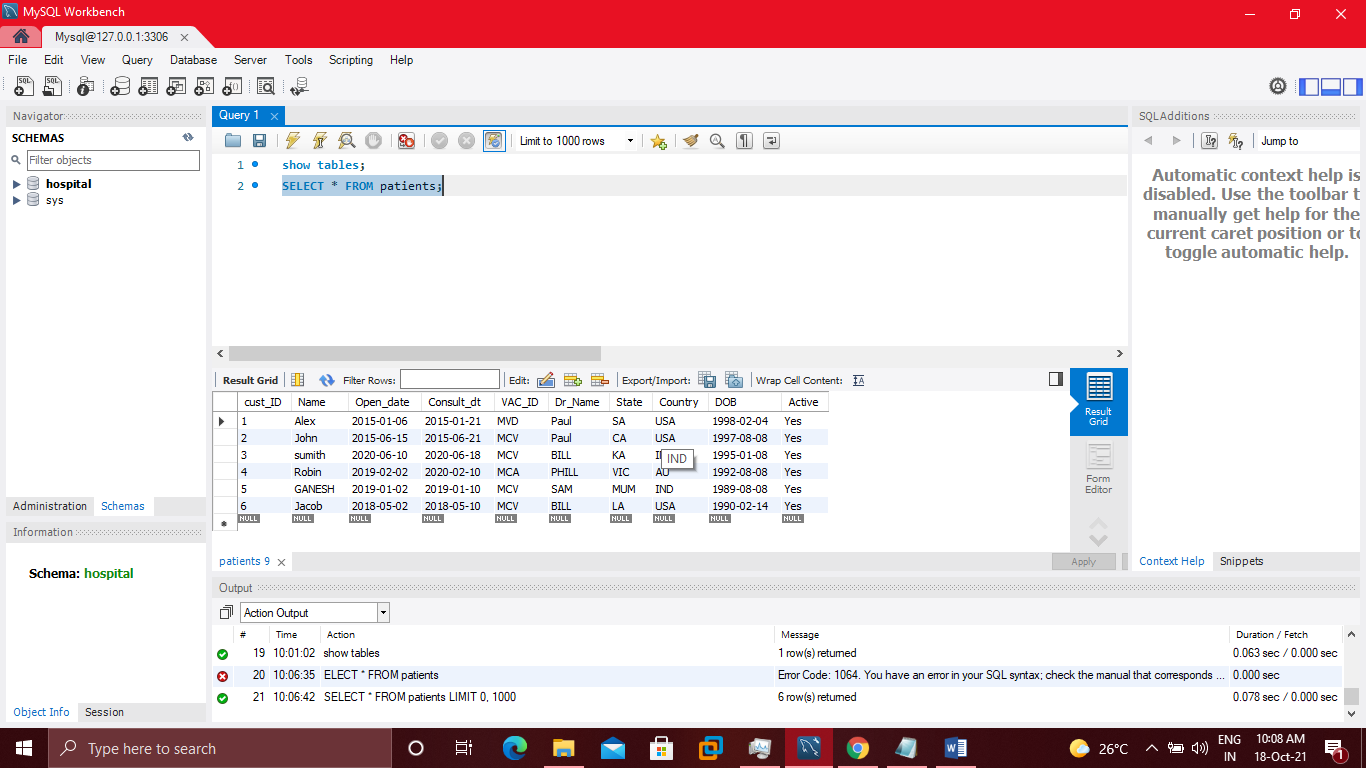 MySQL Workbench
Mysql@127.0.0.1:3306
File Edit View Query Database Server Tools Scripting Help
Navigator
SCHEMAS
Filter objects
hospital
sys
Administration Schemas
Information
Schema: hospital
Object Info Session
Query 1
Limit to 1000 rows
1 show tables;
2 SELECT * FROM patients;
Result Grid Filter Rows: Edit: Export/Import: Wrap Cell Content:
cust_ID Name Open_date Consult_dt VAC_ID Dr_Name State Country DOB Active
1 Alex 2015-01-06 2015-01-21 MVD Paul SA USA 1998-02-04 Yes
2 John 2015-06-15 2015-06-21 MCV Paul CA USA 1997-08-08 Yes
3 sumith 2020-06-10 2020-06-18 MCV BILL KA 1995-01-08 Yes
IND
4 Robin 2019-02-02 2020-02-10 MCA PHILL VIC AU 1992-08-08 Yes
5 GANESH 2019-01-02 2019-01-10 MCV SAM MUM IND 1989-08-08 Yes
6 Jacob 2018-05-02 2018-05-10 MCV BILL LA USA 1990-02-14 Yes
NULL NULL NULL NULL NULL NULL NULL NULL NULL NULL
Result
Grid
Form
Editor
patients 9
Apply
Output
Action Output
# Time Action Message Duration / Fetch
19 10:01:02 show tables 1 row(s) returned 0.063 sec / 0.000 sec
20 10:06:35 ELECT * FROM patients Error Code: 1064. You have an error in your SQL syntax; check the manual that corresponds ... 0.000 sec
21 10:06:42 SELECT * FROM patients LIMIT 0, 1000 6 row(s) returned 0.078 sec / 0.000 sec
SQLAdditions
Jump to
Automatic context help is
disabled. Use the toolbar t
manually get help for the
current caret position or to
toggle automatic help.
Context Help Snippets
Type here to search
26°C
ENG
IN
10:08 AM
18-Oct-21
1